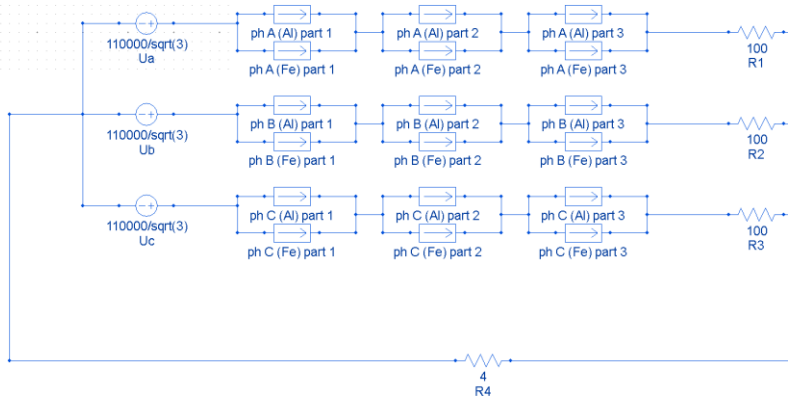 110000/sqrt(3)
Ua
ph A (Al) part 1
ph A (Fe) part 1
ph A (Al) part 2
ph A (Fe) part 2
ph A (Al) part 3
ph A (Fe) part 3
100
R1
110000/sqrt(3)
Ub
ph B (Al) part 1
ph B (Fe) part 1
ph B (Al) part 2
ph B (Fe) part 2
ph B (Al) part 3
ph B (Fe) part 3
100
R2
110000/sqrt(3)
Uc
ph C (Al) part 1
ph C (Fe) part 1
ph C (Al) part 2
ph C (Fe) part 2
ph C (Al) part 3
ph C (Fe) part 3
100
R3
4
R4